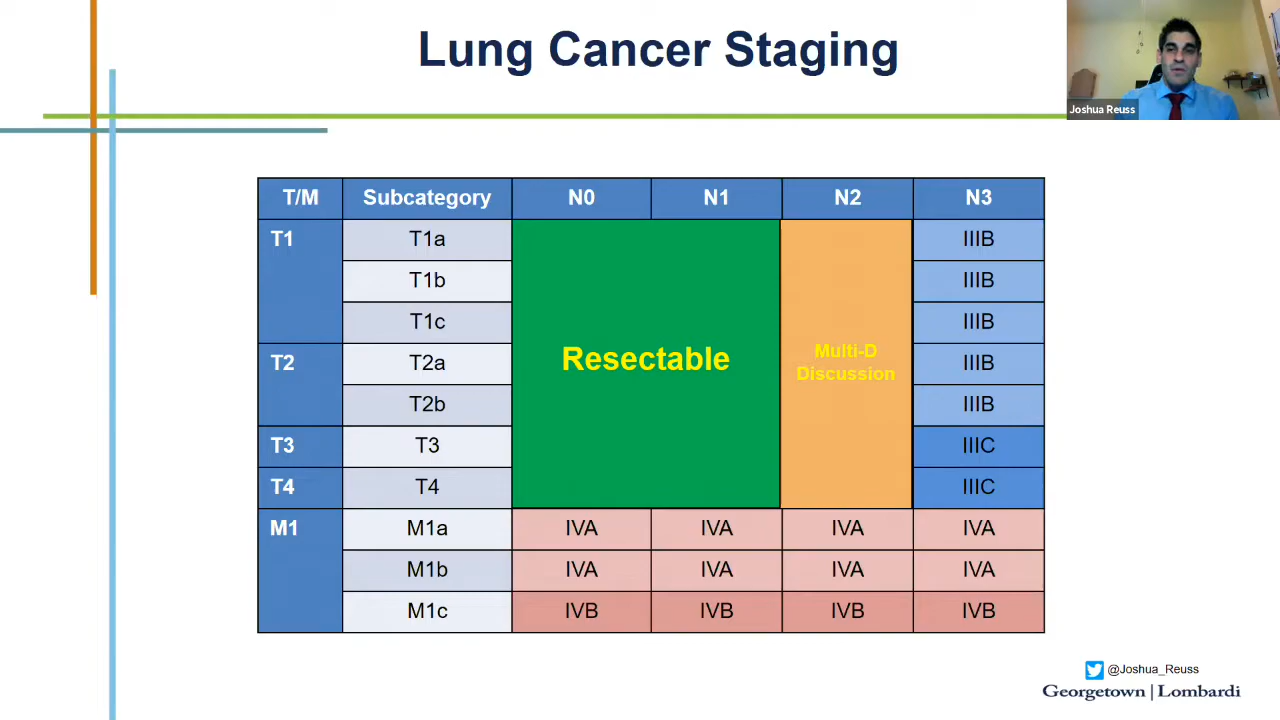 Lung Cancer Staging
Joshua Reuss
T/M Subcategory N0 N1 N2 N3
T1 T1a IIIB
T1b IIIB
T1c IIIB
T2 T2a IIIB
Resectable
Multi-D
Discussion
T2b IIIB
T3 T3 IIIC
T4 T4 IIIC
M1 M1a IVA IVA IVA IVA
M1b IVA IVA IVA IVA
M1c IVB IVB IVB IVB
@Joshua_Reuss
Georgetown | Lombardi